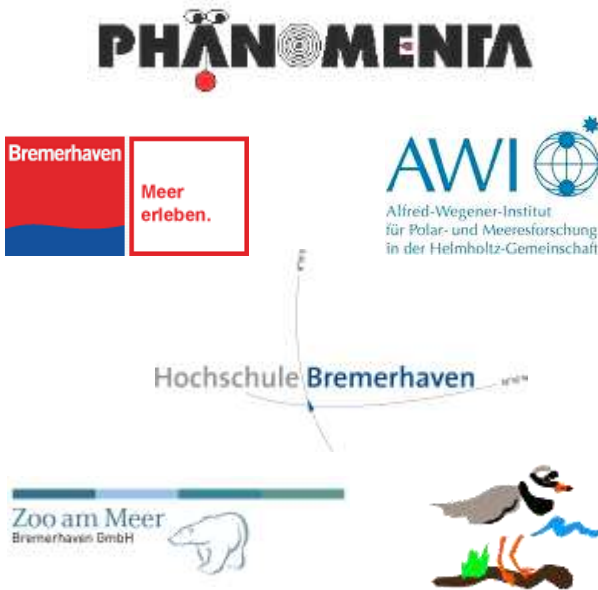 PHÄNOMENTA
Bremerhaven
Meer
erleben.
AWI
Alfred-Wegener-Institut
für Polar- und Meeresforschung
in der Helmholtz-Gemeinschaft
Hochschule Bremerhaven
Zoo am Meer
Bremerhaven GmbH